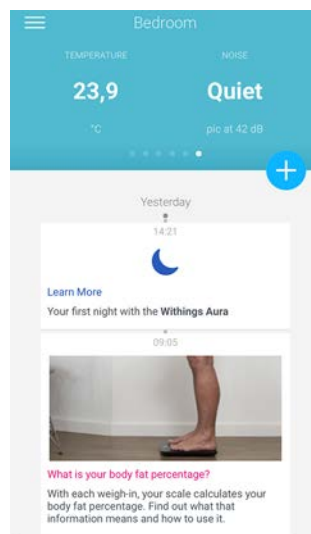 Bedroom
TEMPERATURE NOISE
23,9 Quiet
°C pic at 42 dB
Yesterday
14:21
Learn More
Your first night with the Withings Aura
09:05
What is your body fat percentage?
With each weigh-in, your scale calculates your
body fat percentage. Find out what that
information means and how to use it.